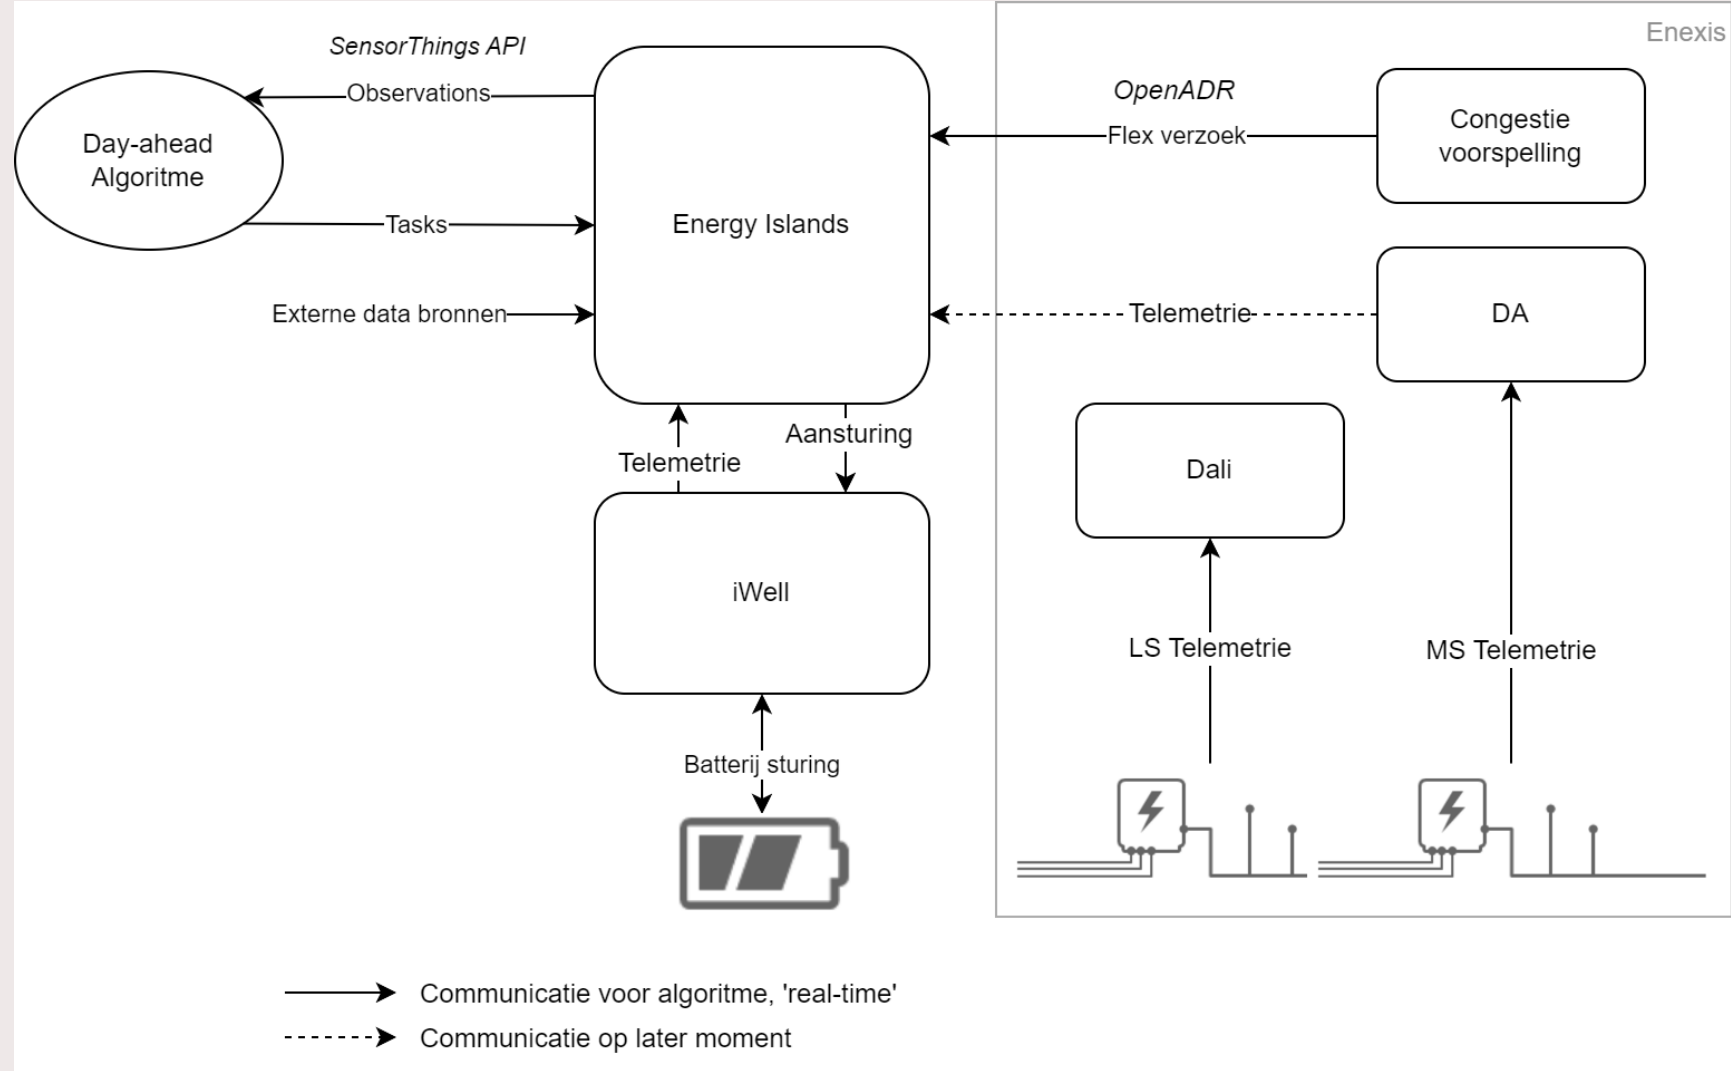 Enexis
SensorThings API
Observations
OpenADR
Flex verzoek
Congestie
voorspelling
Day-ahead
Algoritme
Tasks
Energy Islands
Externe data bronnen
Telemetrie
DA
Aansturing
Telemetrie
Dali
iWell
LS Telemetrie
MS Telemetrie
Batterij sturing
Communicatie voor algoritme, 'real-time'
Communicatie op later moment